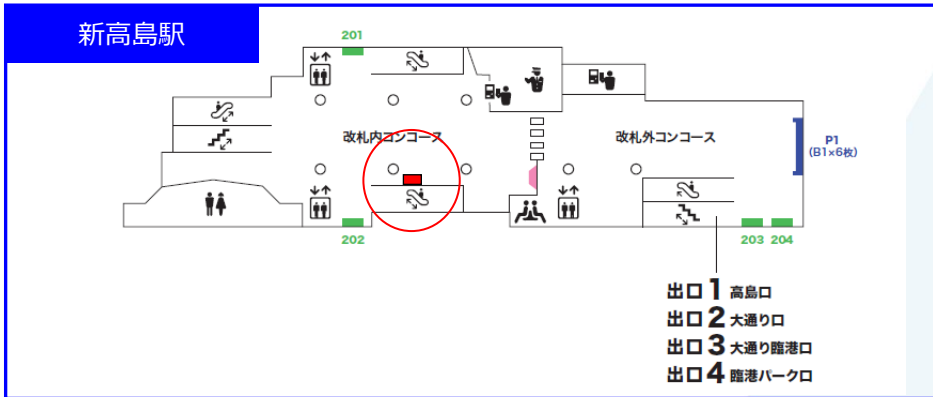 新高島駅
201
改札内コンコース
改札外コンコース
P1
(B1×6枚)
202
203 204
出口1 高島口
出口2 大通り口
出口3 大通り臨港口
出口4 臨港パーク口